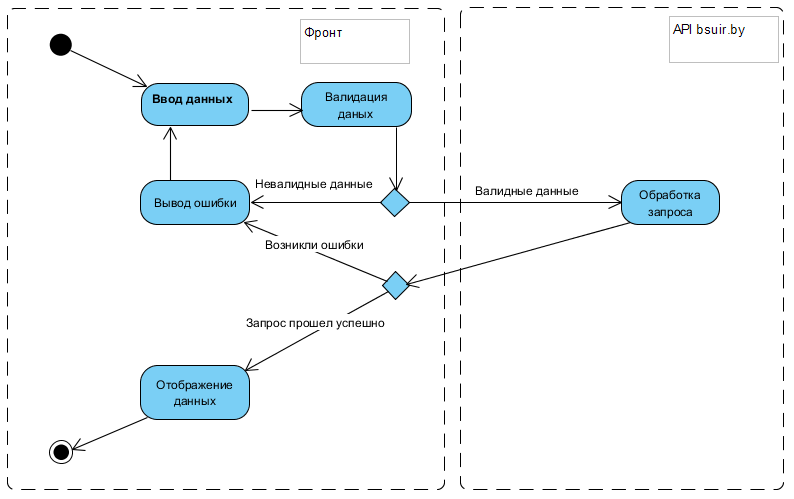 Фронт
API bsuir.by
Ввод данных
Валидация
даных
Невалидные данные
Валидные данные
Вывод ошибки
Обработка
запроса
Возникли ошибки
Запрос прошел успешно
Отображение
данных